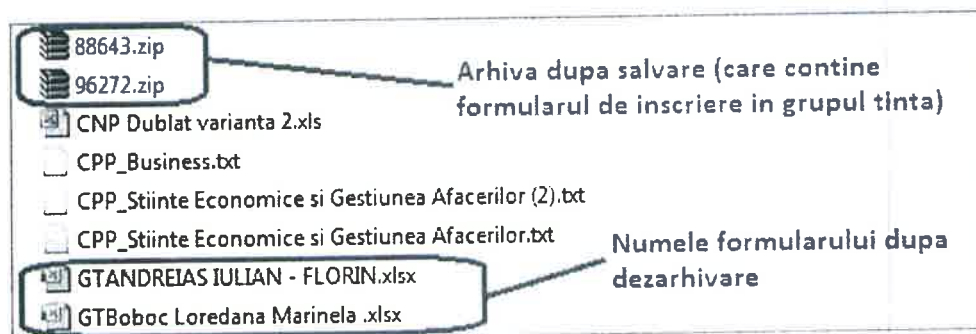 88643.zip
96272.zip
Arhiva dupa salvare (care contine
formularul de inscriere in grupul tinta)
CNP Dublat varianta 2.xls
CPP_Business.txt
CPP_Stiinte Economice si Gestiunea Afacerilor (2).txt
CPP_Stiinte Economice si Gestiunea Afacerilor.txt
Numele formularului dupa
dezarhivare
GTANDREIAS IULIAN - FLORIN.xlsx
GTBoboc Loredana Marinela .xlsx